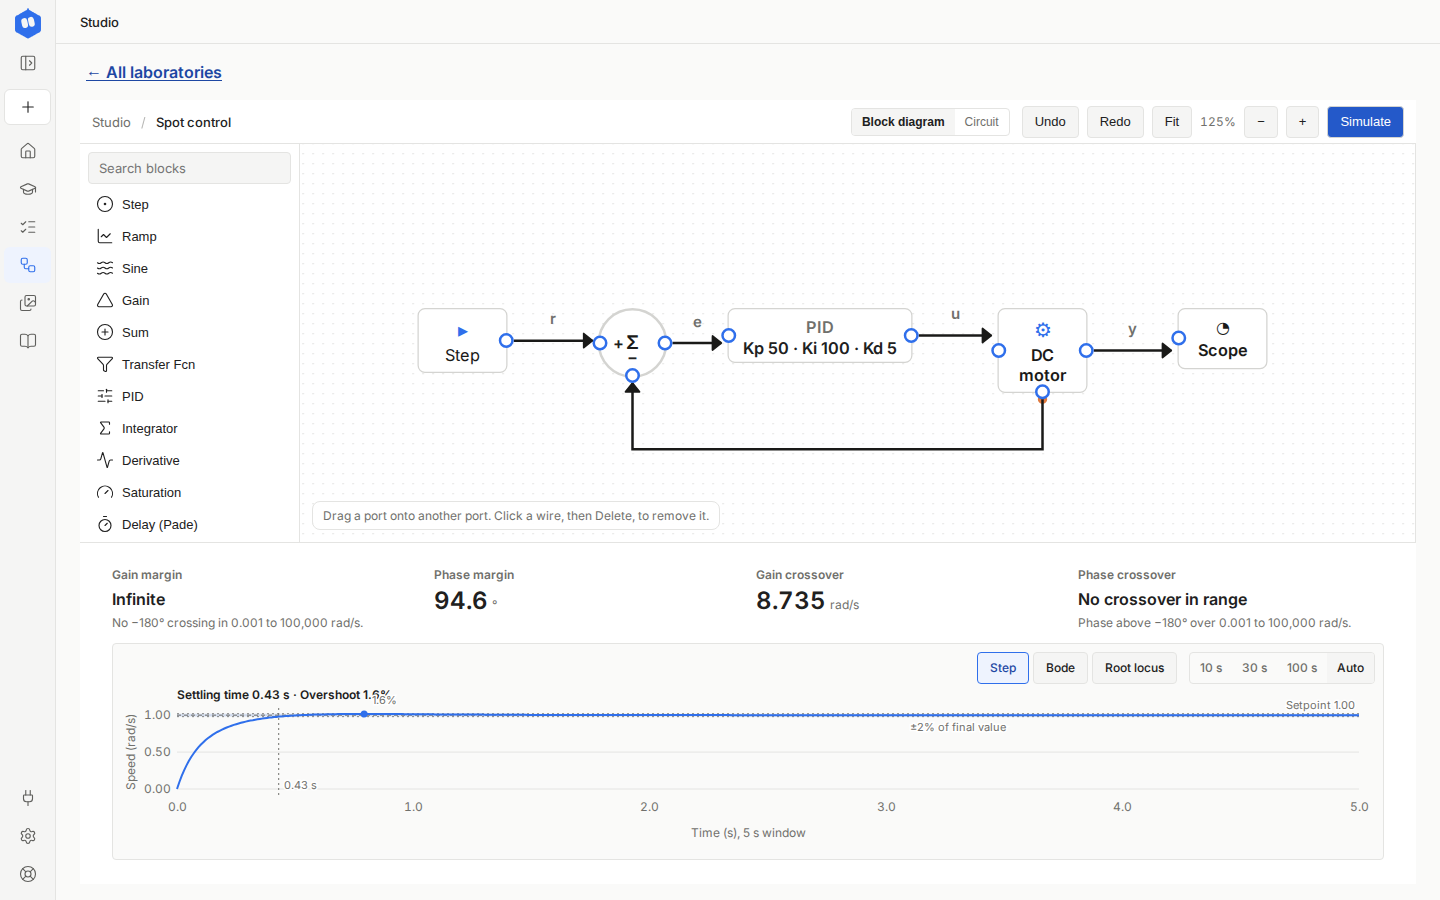 Studio
← All laboratories
Studio / Spot control
Block diagram Circuit Undo Redo Fit 125% − + Simulate
Search blocks
Step
Ramp
Sine
Gain
Sum
Transfer Fcn
PID
Integrator
Derivative
Saturation
Delay (Pade)
Step
r
+ Σ
−
e
PID
Kp 50 · Ki 100 · Kd 5
u
DC
motor
y
Scope
Drag a port onto another port. Click a wire, then Delete, to remove it.
Gain margin
Infinite
No −180° crossing in 0.001 to 100,000 rad/s.
Phase margin
94.6 °
Gain crossover
8.735 rad/s
Phase crossover
No crossover in range
Phase above −180° over 0.001 to 100,000 rad/s.
Step Bode Root locus 10 s 30 s 100 s Auto
Settling time 0.43 s · Overshoot 1.6%
1.6%
Setpoint 1.00
±2% of final value
0.43 s
Speed (rad/s)
1.00
0.50
0.00
0.0 1.0 2.0 3.0 4.0 5.0
Time (s), 5 s window